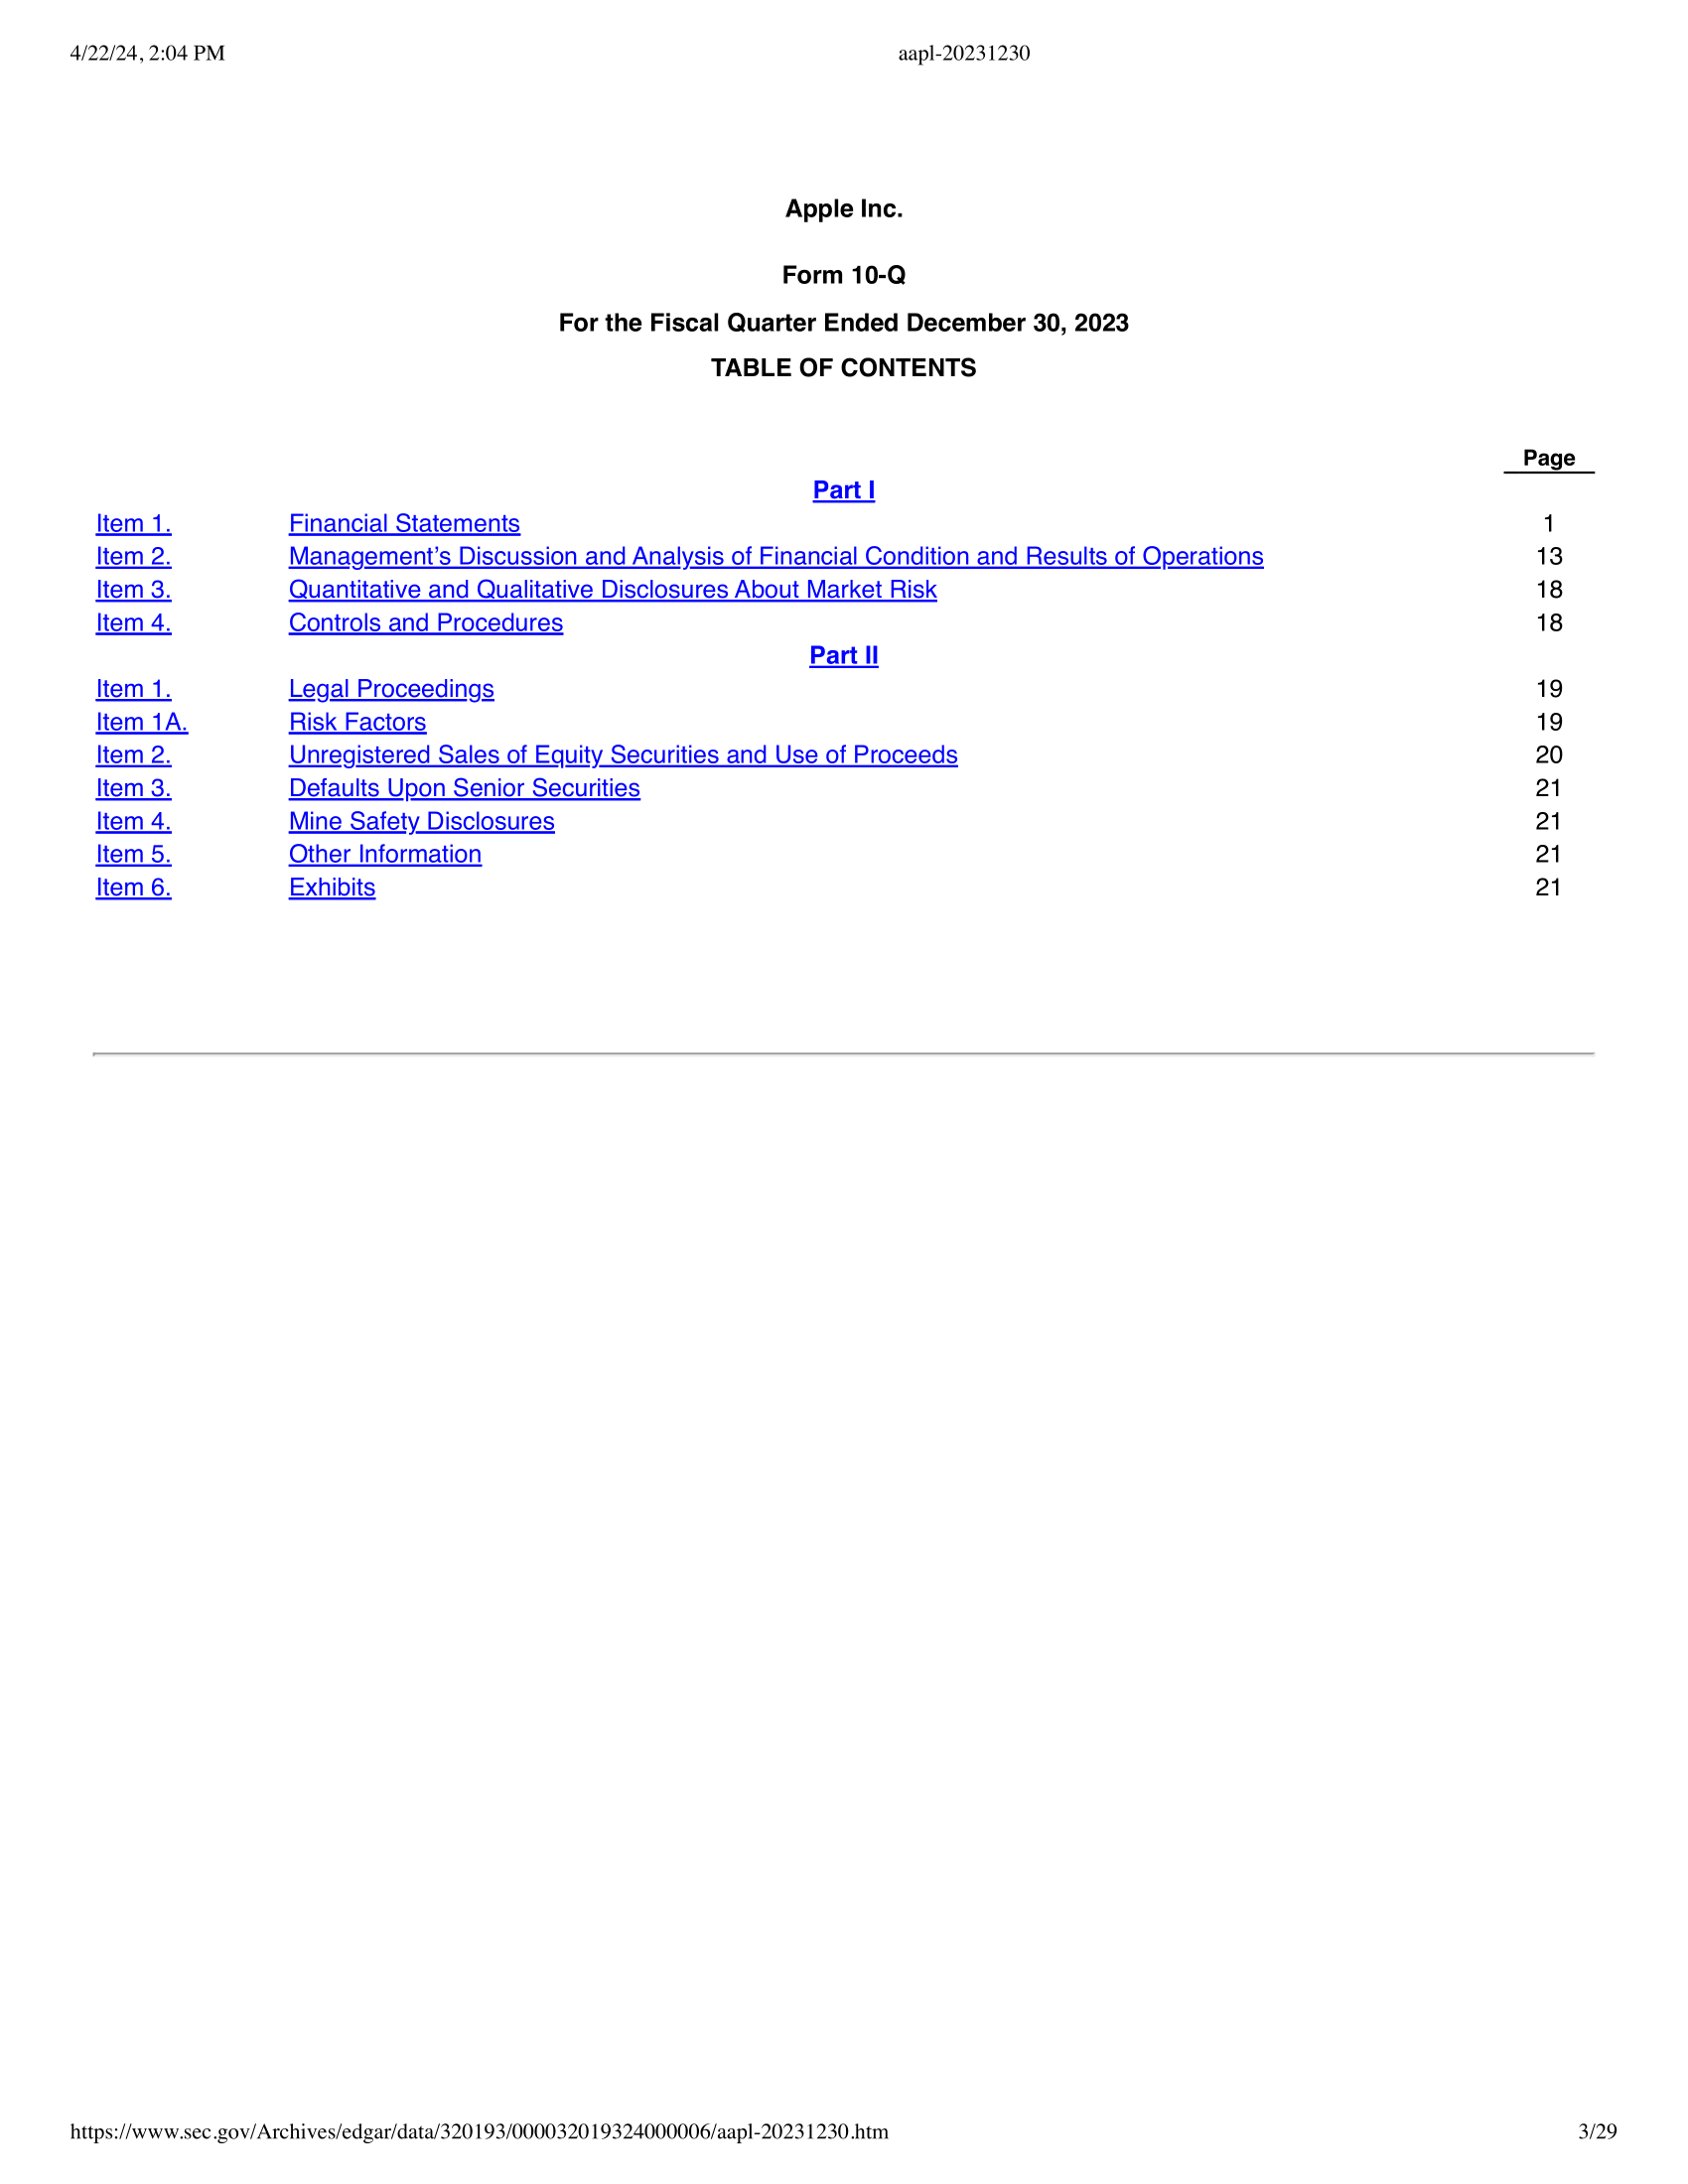 4/22/24, 2:04 PM aapl-20231230
Apple Inc.
Form 10-Q
For the Fiscal Quarter Ended December 30, 2023
TABLE OF CONTENTS
Page
Part I
Item 1. Financial Statements 1
Item 2. Management’s Discussion and Analysis of Financial Condition and Results of Operations 13
Item 3. Quantitative and Qualitative Disclosures About Market Risk 18
Item 4. Controls and Procedures 18
Part II
Item 1. Legal Proceedings 19
Item 1A. Risk Factors 19
Item 2. Unregistered Sales of Equity Securities and Use of Proceeds 20
Item 3. Defaults Upon Senior Securities 21
Item 4. Mine Safety Disclosures 21
Item 5. Other Information 21
Item 6. Exhibits 21
https://www.sec.gov/Archives/edgar/data/320193/000032019324000006/aapl-20231230.htm 3/29